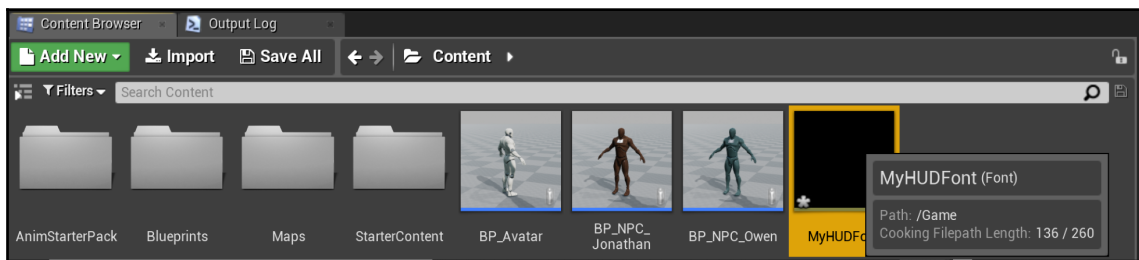 Content Browser
Output Log
Add New
Import
Save All
Content
Filters
Search Content
AnimStarterPack
Blueprints
Maps
StarterContent
BP_Avatar
BP_NPC_
Jonathan
BP_NPC_Owen
MyHUDFo
MyHUDFont (Font)
Path: /Game
Cooking Filepath Length: 136 / 260